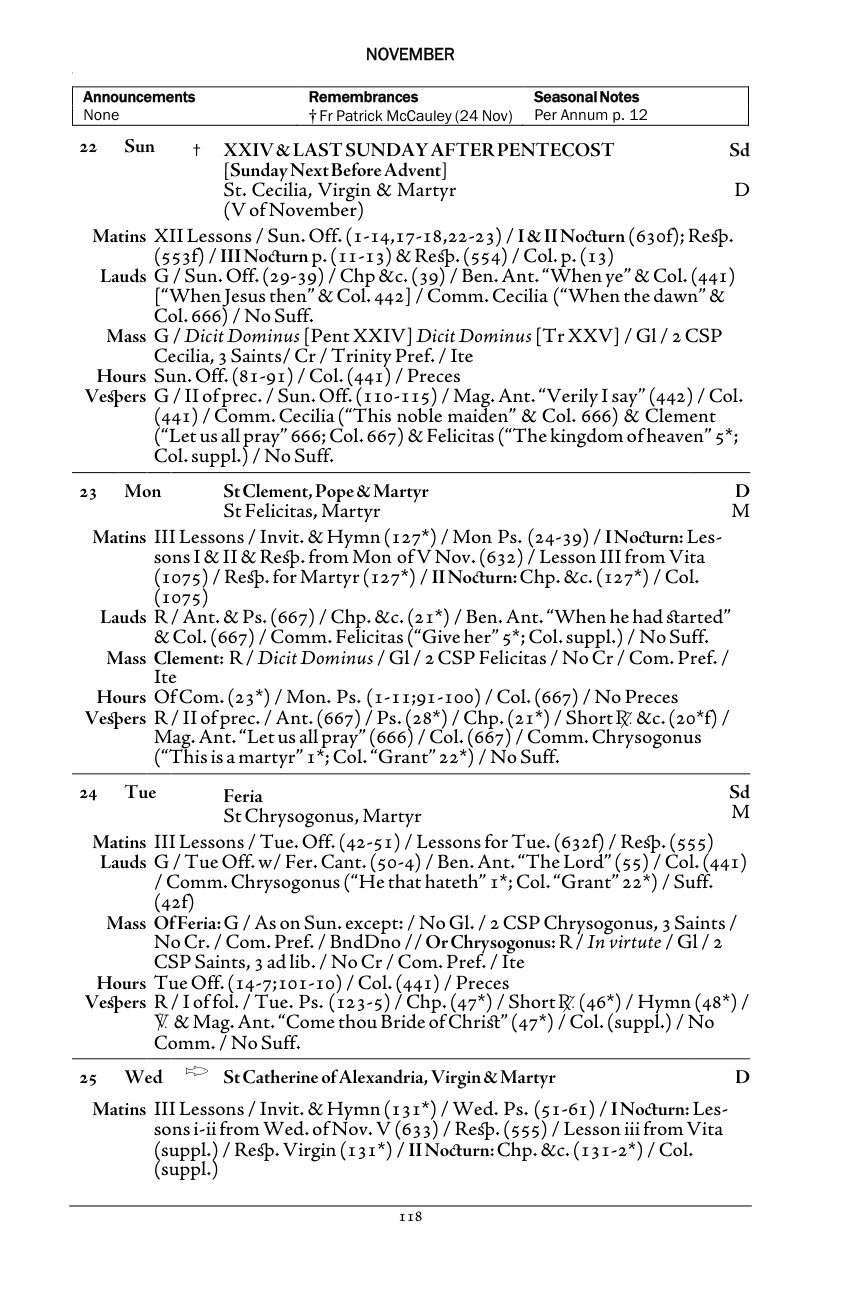 NOVEMBER
Announcements Remembrances Seasonal Notes
None † Fr Patrick McCauley (24 Nov) Per Annum p. 12
22 Sun † XXIV & LAST SUNDAY AFTER PENTECOST Sd
[Sunday Next Before Advent]
St. Cecilia, Virgin & Martyr D
(V of November)
Matins XII Lessons / Sun. Off. (1-14,17-18,22-23) / I & II Nocturn (630f); Resp.
(553f) / III Nocturn p. (11-13) & Resp. (554) / Col. p. (13)
Lauds G / Sun. Off. (29-39) / Chp &c. (39) / Ben. Ant. “When ye” & Col. (441)
[“When Jesus then” & Col. 442] / Comm. Cecilia (“When the dawn” &
Col. 666) / No Suff.
Mass G / Dicit Dominus [Pent XXIV] Dicit Dominus [Tr XXV] / Gl / 2 CSP
Cecilia, 3 Saints/ Cr / Trinity Pref. / Ite
Hours Sun. Off. (81-91) / Col. (441) / Preces
Vespers G / II of prec. / Sun. Off. (110-115) / Mag. Ant. “Verily I say” (442) / Col.
(441) / Comm. Cecilia (“This noble maiden” & Col. 666) & Clement
(“Let us all pray” 666; Col. 667) & Felicitas (“The kingdom of heaven” 5*;
Col. suppl.) / No Suff.
23 Mon St Clement, Pope & Martyr D
St Felicitas, Martyr M
Matins III Lessons / Invit. & Hymn (127*) / Mon Ps. (24-39) / I Nocturn: Les-
sons I & II & Resp. from Mon of V Nov. (632) / Lesson III from Vita
(1075) / Resp. for Martyr (127*) / II Nocturn: Chp. &c. (127*) / Col.
(1075)
Lauds R / Ant. & Ps. (667) / Chp. &c. (21*) / Ben. Ant. “When he had started”
& Col. (667) / Comm. Felicitas (“Give her” 5*; Col. suppl.) / No Suff.
Mass Clement: R / Dicit Dominus / Gl / 2 CSP Felicitas / No Cr / Com. Pref. /
Ite
Hours Of Com. (23*) / Mon. Ps. (1-11;91-100) / Col. (667) / No Preces
Vespers R / II of prec. / Ant. (667) / Ps. (28*) / Chp. (21*) / Short ℟ &c. (20*f) /
Mag. Ant. “Let us all pray” (666) / Col. (667) / Comm. Chrysogonus
(“This is a martyr” 1*; Col. “Grant” 22*) / No Suff.
24 Tue Feria Sd
St Chrysogonus, Martyr M
Matins III Lessons / Tue. Off. (42-51) / Lessons for Tue. (632f) / Resp. (555)
Lauds G / Tue Off. w/ Fer. Cant. (50-4) / Ben. Ant. “The Lord” (55) / Col. (441)
/ Comm. Chrysogonus (“He that hateth” 1*; Col. “Grant” 22*) / Suff.
(42f)
Mass Of Feria: G / As on Sun. except: / No Gl. / 2 CSP Chrysogonus, 3 Saints /
No Cr. / Com. Pref. / BndDno // Or Chrysogonus: R / In virtute / Gl / 2
CSP Saints, 3 ad lib. / No Cr / Com. Pref. / Ite
Hours Tue Off. (14-7;101-10) / Col. (441) / Preces
Vespers R / I of fol. / Tue. Ps. (123-5) / Chp. (47*) / Short ℟ (46*) / Hymn (48*) /
℣ & Mag. Ant. “Come thou Bride of Christ” (47*) / Col. (suppl.) / No
Comm. / No Suff.
25 Wed St Catherine of Alexandria, Virgin & Martyr D
Matins III Lessons / Invit. & Hymn (131*) / Wed. Ps. (51-61) / I Nocturn: Les-
sons i-ii from Wed. of Nov. V (633) / Resp. (555) / Lesson iii from Vita
(suppl.) / Resp. Virgin (131*) / II Nocturn: Chp. &c. (131-2*) / Col.
(suppl.)
118